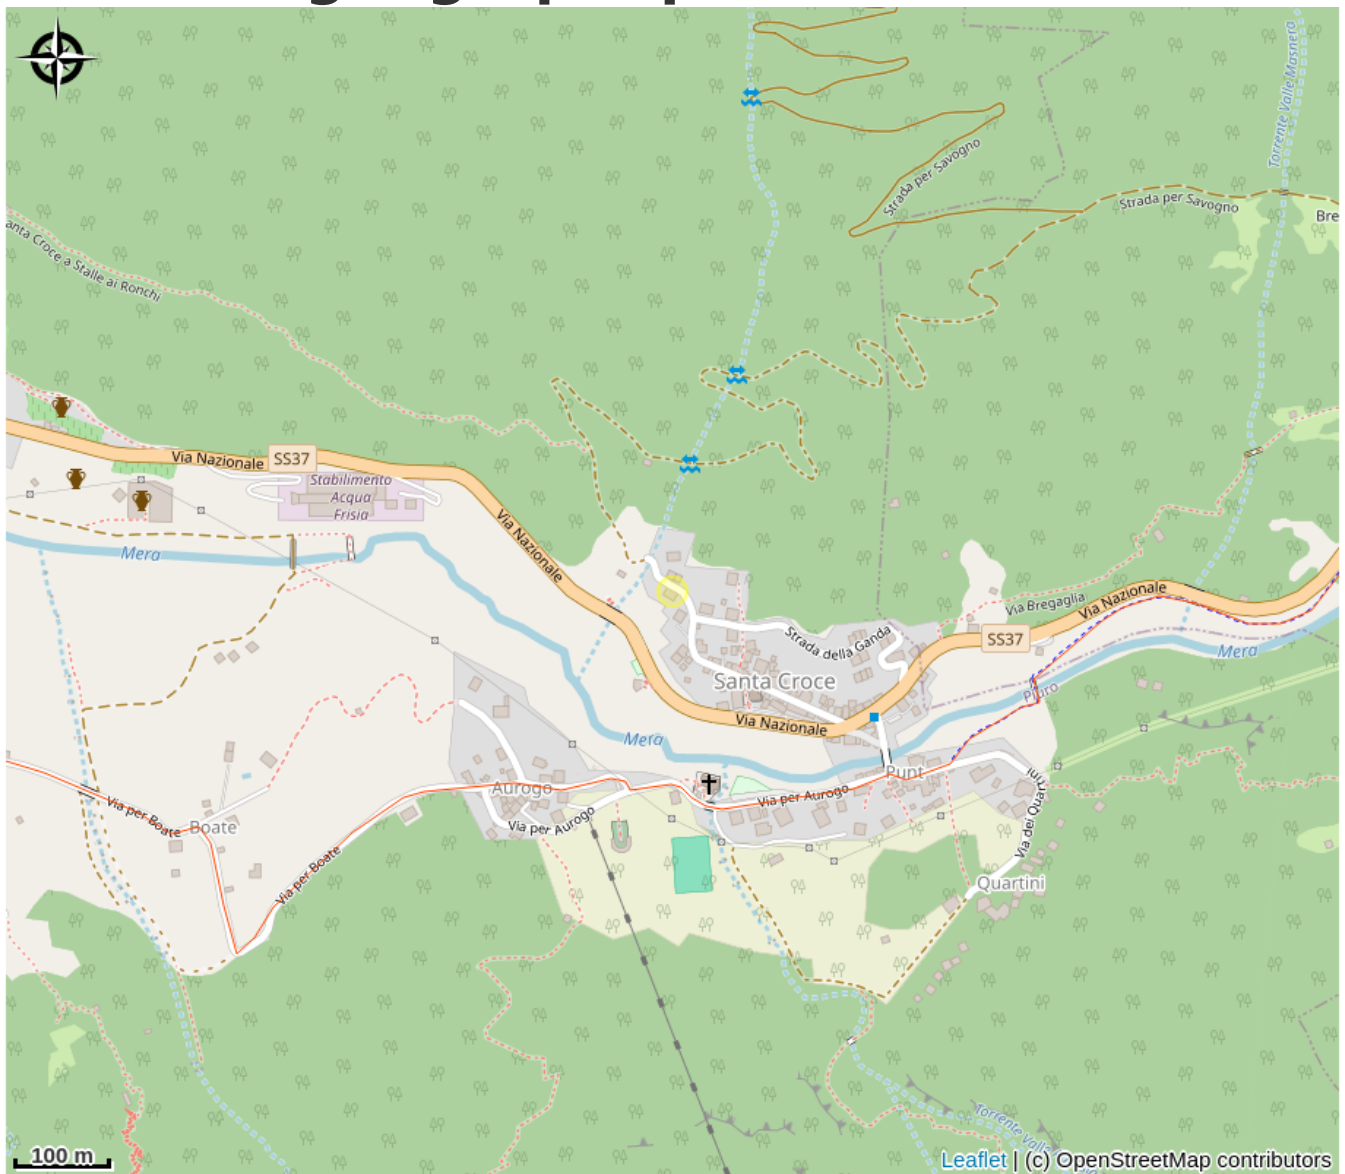 Torrente Valle Masnera
Strada per Savogno
Strada per Savogno
Bre
anta Croce a Stalle ai Ronchi
Via Nazionale
SS37
Stabilimento
Acqua
Frisia
Via Nazionale
Mera
Via Bregaglia
Via Nazionale
SS37
Mera
Strada della Ganda
Santa Croce
Piuro
Via Nazionale
Mera
Punt
Aurogo
Via per Aurogo
Via per Aurogo
Via dei Quartini
Via per Boate
Boate
Via per Boate
Quartini
Torrente Valle
100 m
Leaflet | (c) OpenStreetMap contributors